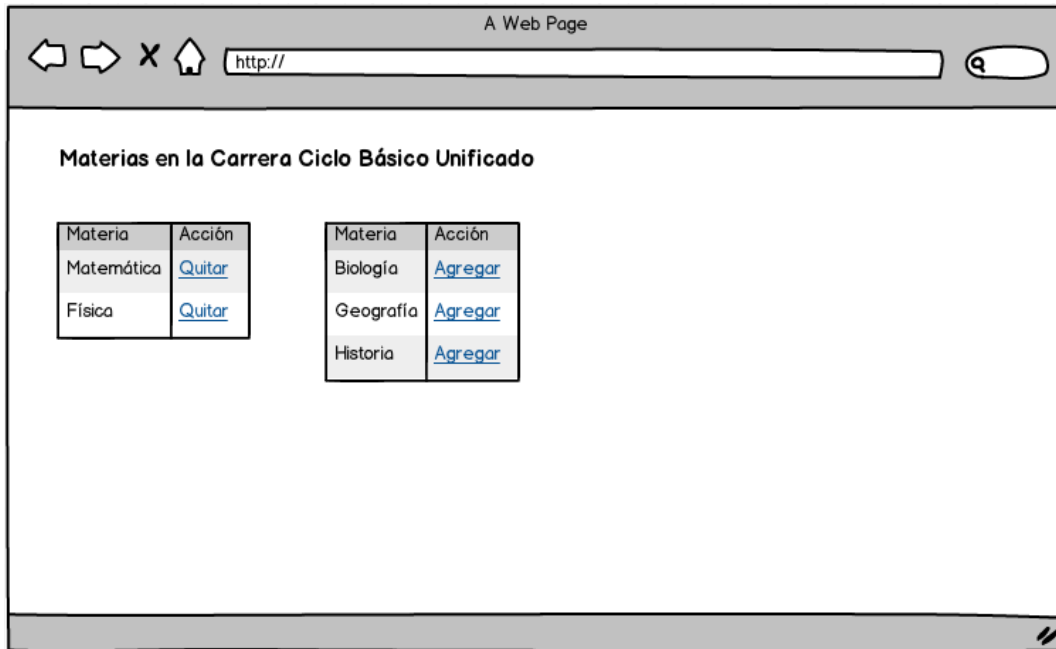 A Web Page
http://
Materias en la Carrera Ciclo Básico Unificado
Materia Acción
Matemática Quitar
Física Quitar
Materia Acción
Biología Agregar
Geografía Agregar
Historia Agregar